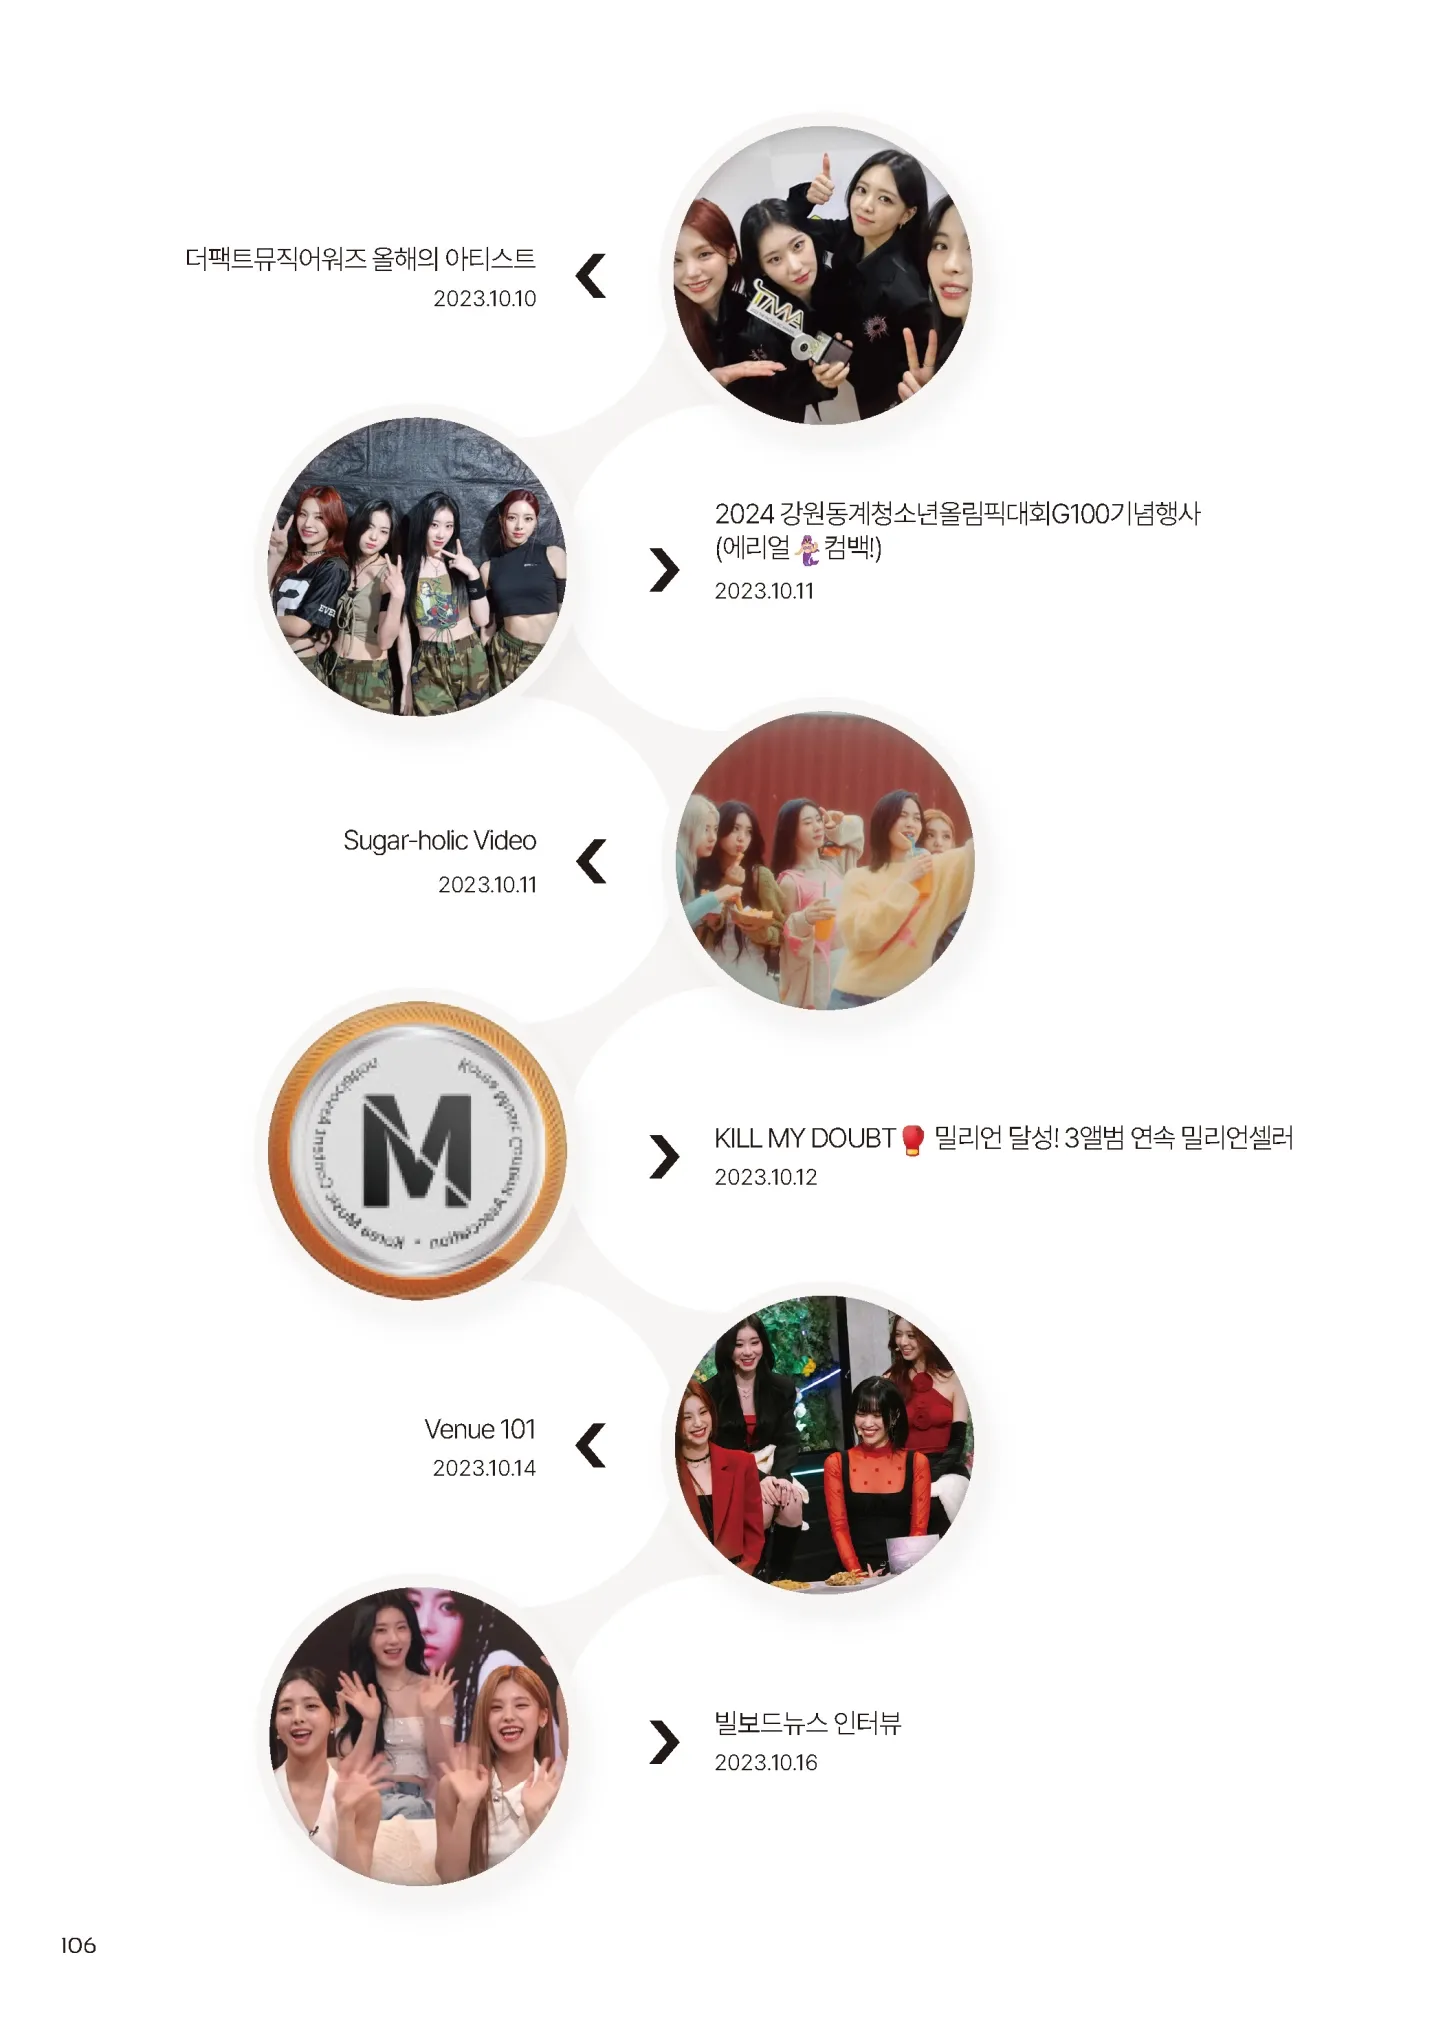 더팩트뮤직어워즈 올해의 아티스트
2023.10.10
TMA
2
EVE
2024 강원동계청소년올림픽대회G100기념행사
(에리얼🧜🏻‍♀️컴백!)
2023.10.11
Sugar-holic Video
2023.10.11
M
Korea Music Content Association • Korea Music Content Association
KILL MY DOUBT🥊 밀리언 달성! 3앨범 연속 밀리언셀러
2023.10.12
Venue 101
2023.10.14
빌보드뉴스 인터뷰
2023.10.16
106